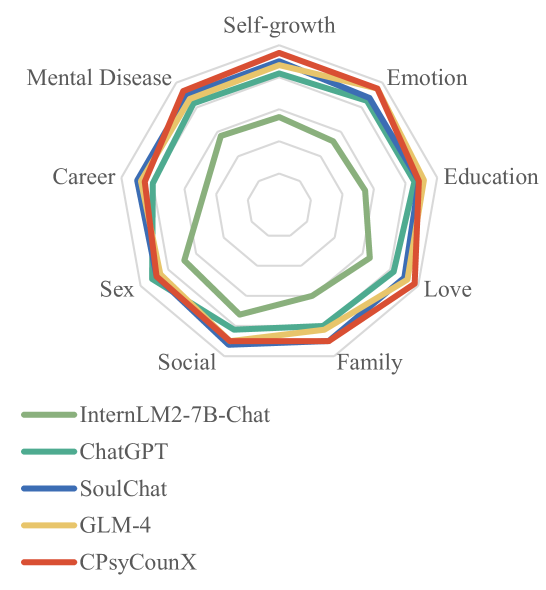 Self-growth
Mental Disease
Emotion
Career
Education
Sex
Love
Social
Family
InternLM2-7B-Chat
ChatGPT
SoulChat
GLM-4
CPsyCounX